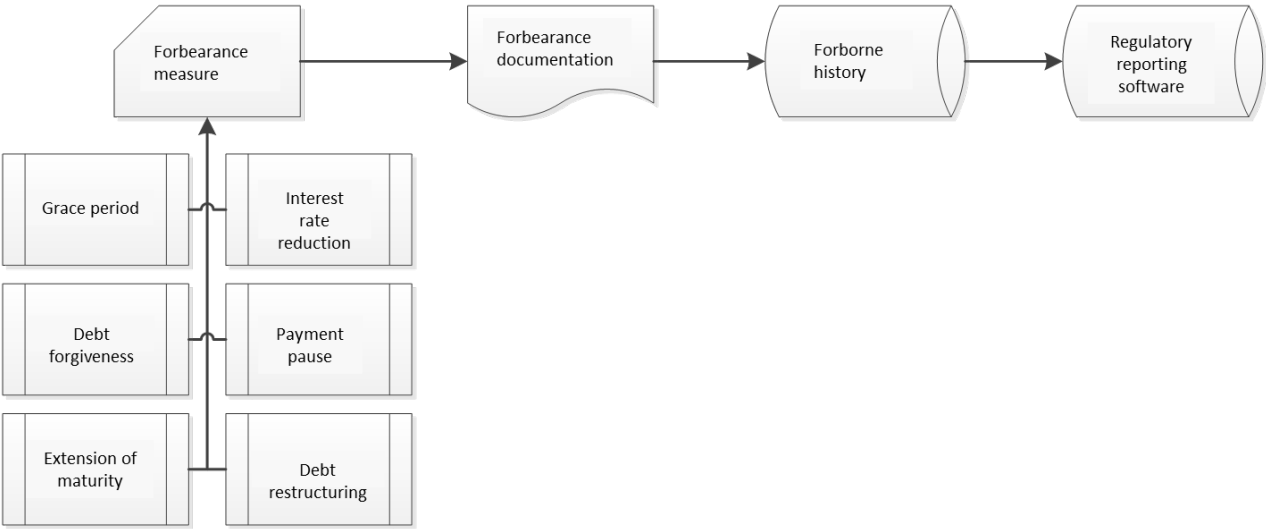 Forbearance
measure
Forbearance
documentation
Forborne
history
Regulatory
reporting
software
Grace period
Interest
rate
reduction
Debt
forgiveness
Payment
pause
Extension of
maturity
Debt
restructuring